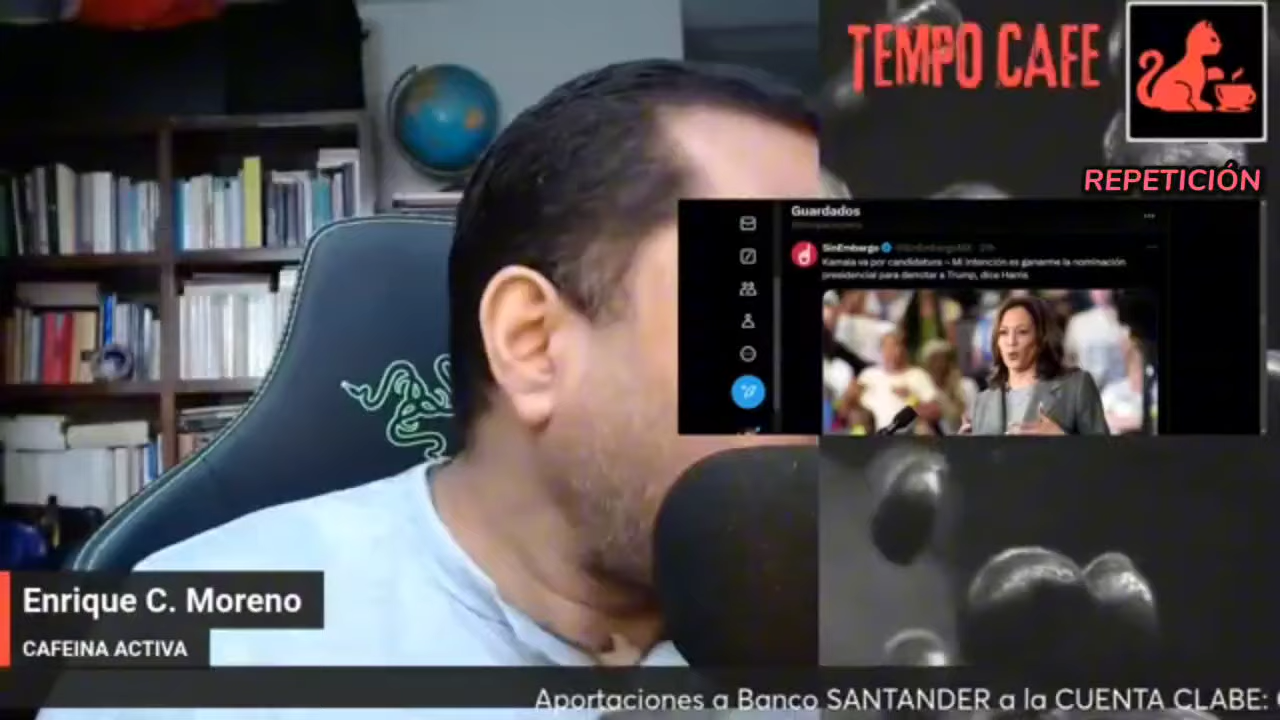 TEMPO CAFE
REPETICIÓN
Guardados
SinEmbargo
Kamala va por candidatura – Mi intención es ganarme la nominación
presidencial para derrotar a Trump, dice Harris
Enrique C. Moreno
CAFEINA ACTIVA
Aportaciones a Banco SANTANDER a la CUENTA CLABE: